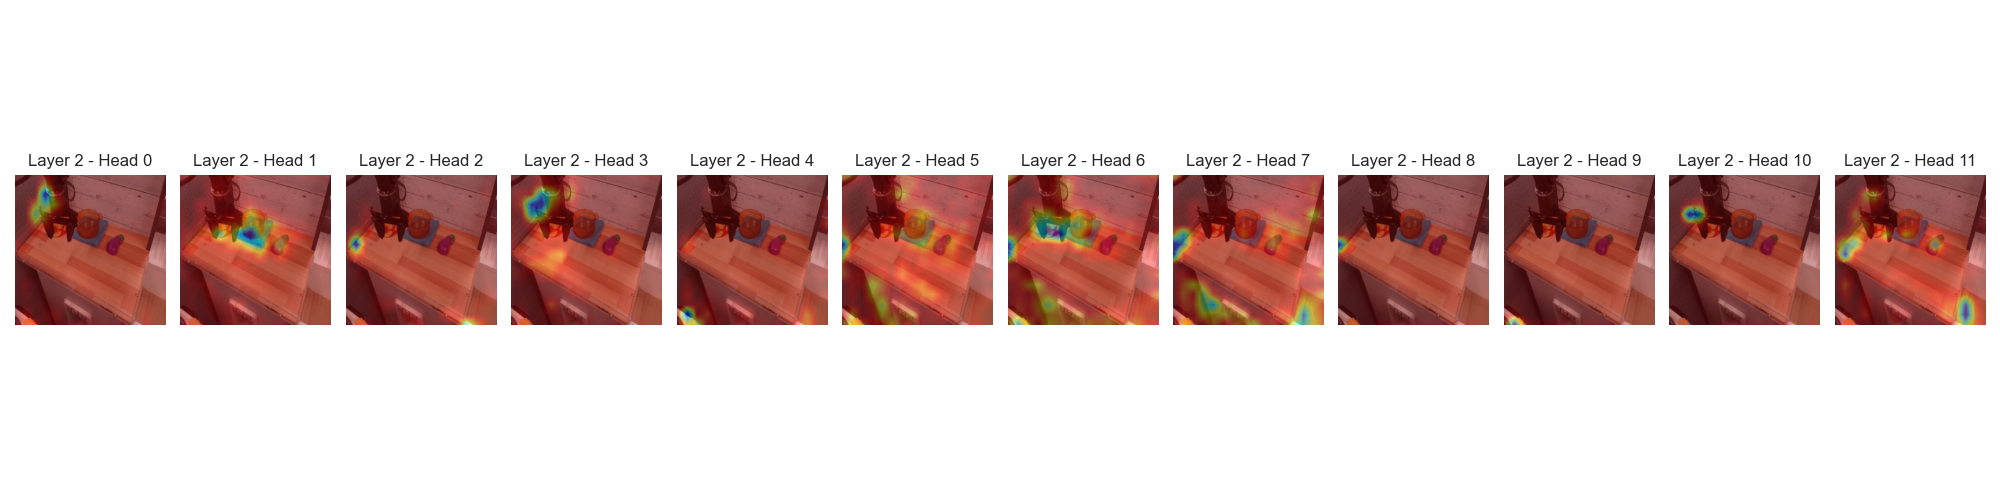 Layer 2 - Head 0
Layer 2 - Head 1
Layer 2 - Head 2
Layer 2 - Head 3
Layer 2 - Head 4
Layer 2 - Head 5
Layer 2 - Head 6
Layer 2 - Head 7
Layer 2 - Head 8
Layer 2 - Head 9
Layer 2 - Head 10
Layer 2 - Head 11